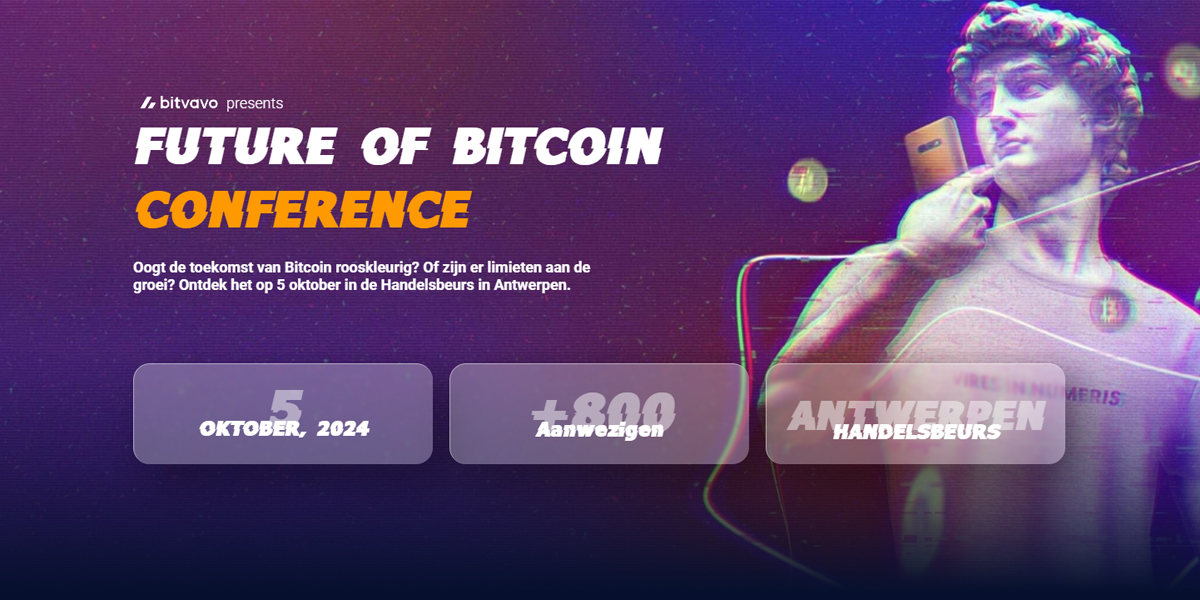 bitvavo presents
FUTURE OF BITCOIN
CONFERENCE
Oogt de toekomst van Bitcoin rooskleurig? Of zijn er limieten aan de
groei? Ontdek het op 5 oktober in de Handelsbeurs in Antwerpen.
VIRES IN NUMERIS
5
OKTOBER, 2024
+800
Aanwezigen
ANTWERPEN
HANDELSBEURS